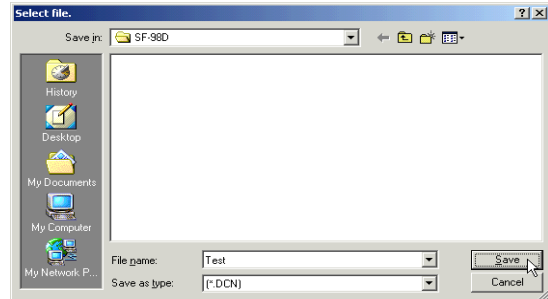 Select file.
Save in: SF-98D
History
Desktop
My Documents
My Computer
My Network P...
File name: Test Save
Save as type: (*.DCN) Cancel